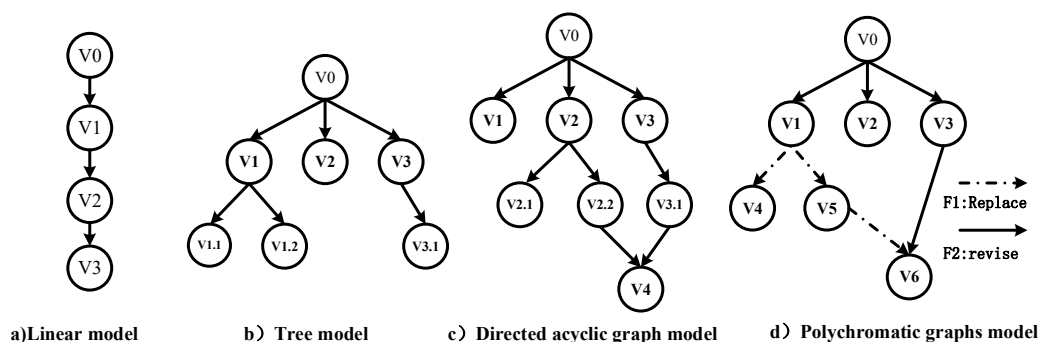 V0
V1
V2
V3
a)Linear model
V0
V1
V2
V3
V1.1
V1.2
V3.1
b）Tree model
V0
V1
V2
V3
V2.1
V2.2
V3.1
V4
c）Directed acyclic graph model
V0
V1
V2
V3
V4
V5
V6
F1:Replace
F2:revise
d）Polychromatic graphs model